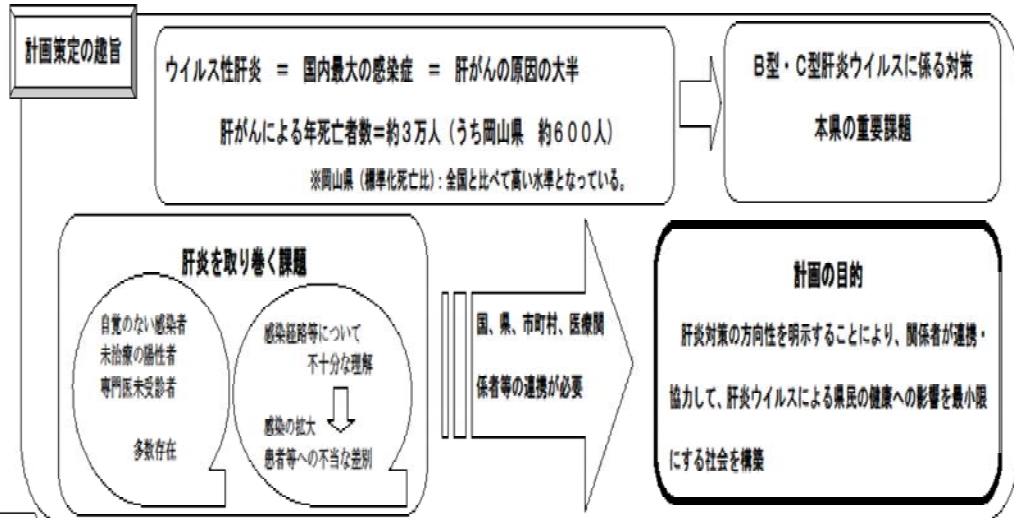 計画策定の趣旨
ウイルス性肝炎 = 国内最大の感染症 = 肝がんの原因の大半
肝がんによる年死亡者数=約3万人(うち岡山県 約600人)
※岡山県(標準化死亡比):全国と比べて高い水準となっている。
B型・C型肝炎ウイルスに係る対策
本県の重要課題
肝炎を取り巻く課題
自覚のない感染者
未治療の陽性者
専門医未受診者
多数存在
感染経路等について
不十分な理解
感染の拡大
患者等への不当な差別
国、県、市町村、医療関
係者等の連携が必要
計画の目的
肝炎対策の方向性を明示することにより、関係者が連携・
協力して、肝炎ウイルスによる県民の健康への影響を最小限
にする社会を構築